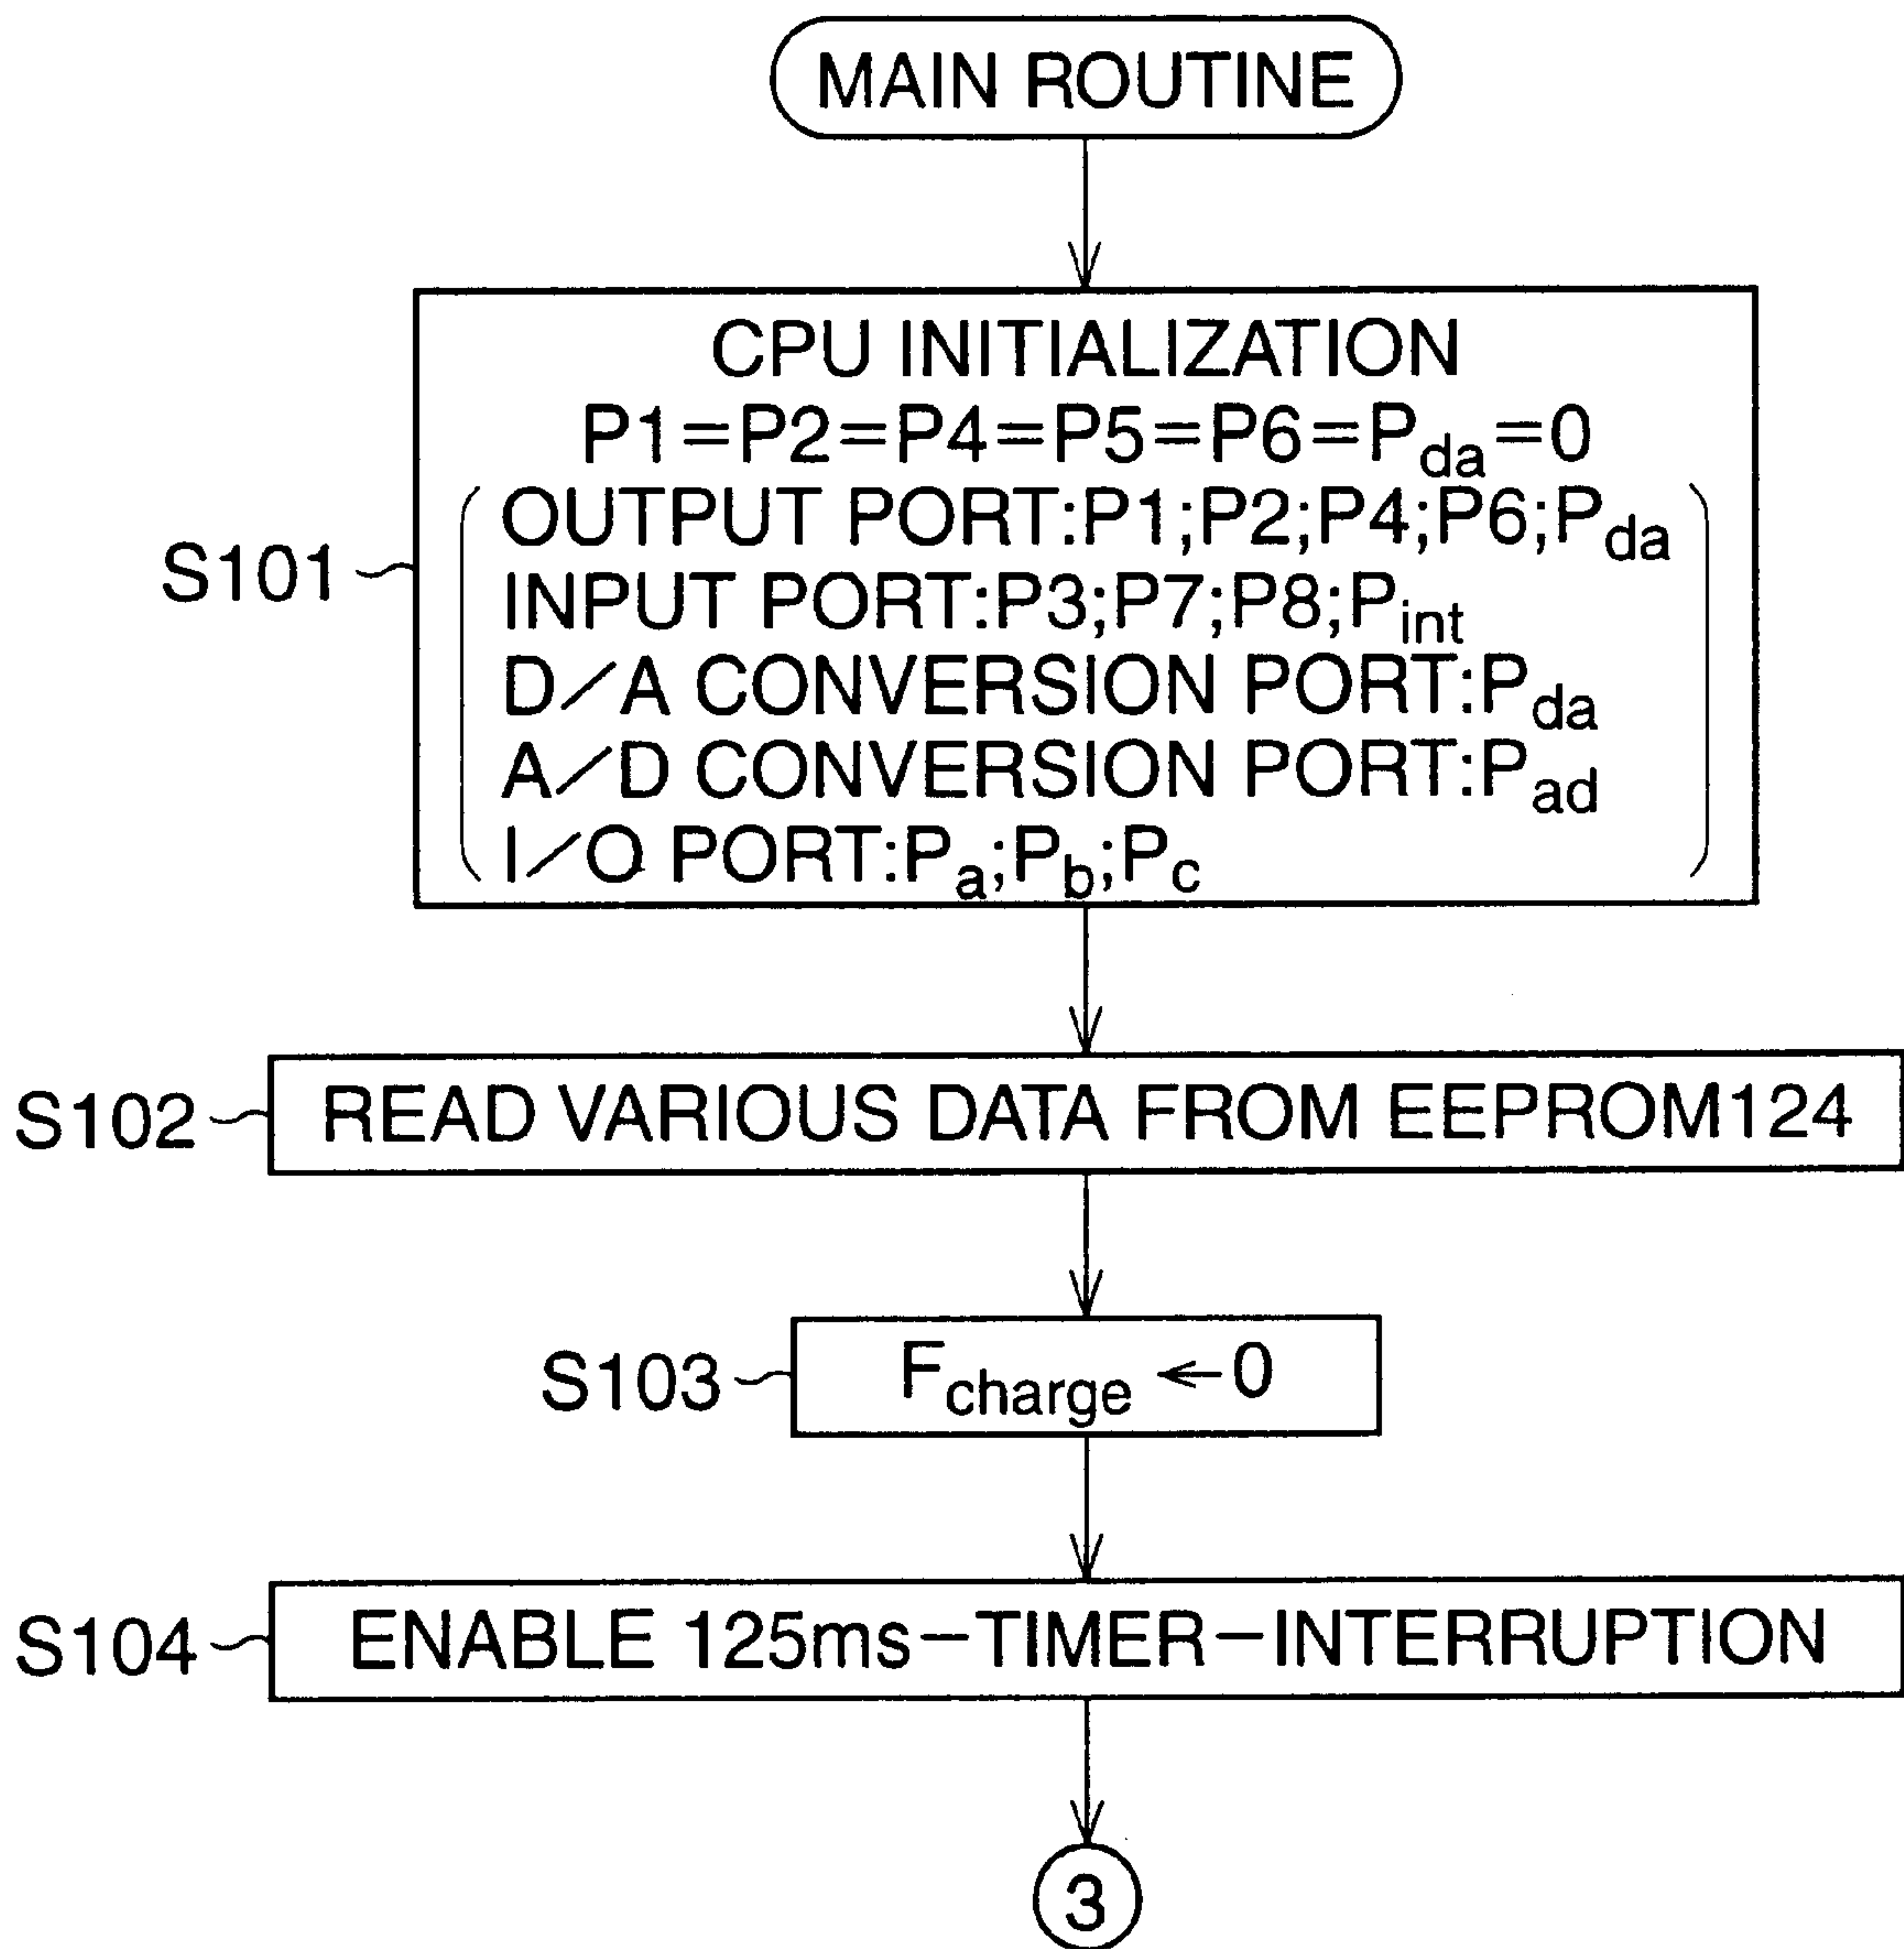 MAIN ROUTINE
CPU INITIALIZATION
P1=P2=P4=P5=P6=Pda=0
OUTPUT PORT:P1;P2;P4;P6;Pda
S101
INPUT PORT:P3;P7;P8;Pint
D/A CONVERSION PORT:Pda
A/D CONVERSION PORT:Pad
I/O PORT:Pa;Pb;Pc
S102
READ VARIOUS DATA FROM EEPROM124
S103
Fcharge ←0
S104
ENABLE 125ms−TIMER−INTERRUPTION
3